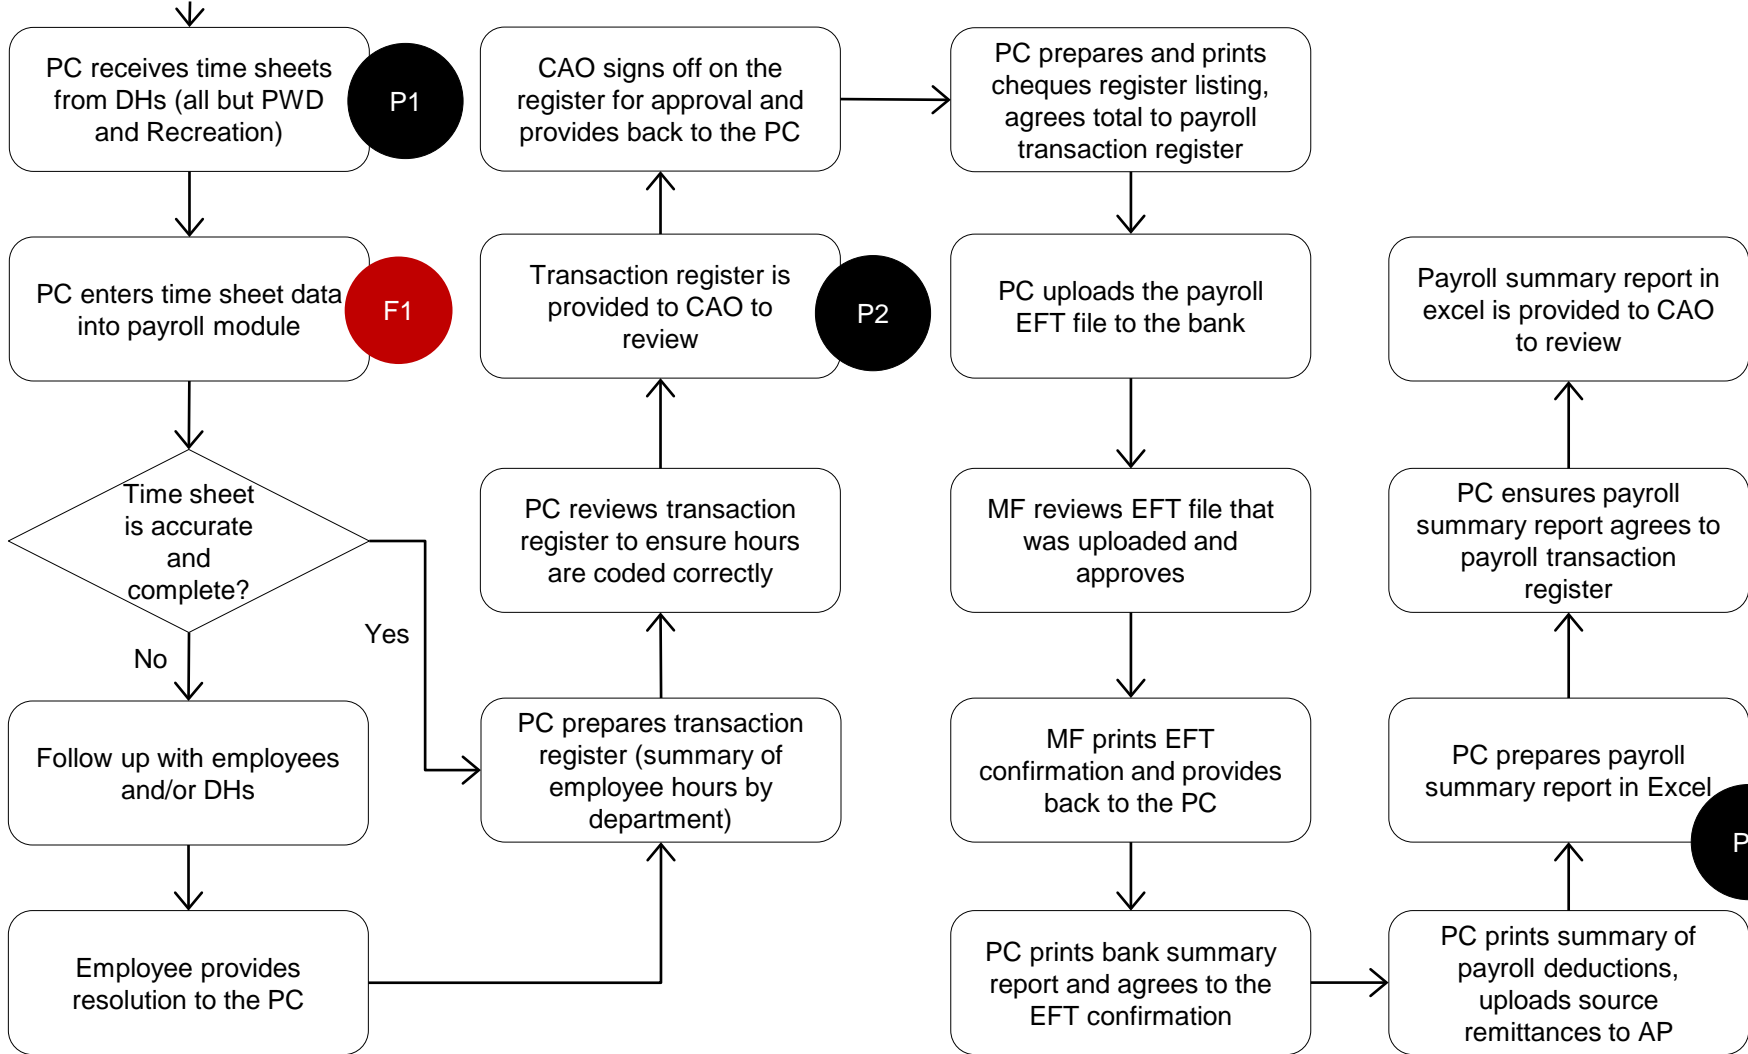 PC receives time sheets
from DHs (all but PWD
and Recreation)
P1
PC enters time sheet data
into payroll module
F1
Time sheet
is accurate
and
complete?
Yes
No
Follow up with employees
and/or DHs
Employee provides
resolution to the PC
PC prepares transaction
register (summary of
employee hours by
department)
PC reviews transaction
register to ensure hours
are coded correctly
Transaction register is
provided to CAO to
review
P2
CAO signs off on the
register for approval and
provides back to the PC
PC prepares and prints
cheques register listing,
agrees total to payroll
transaction register
PC uploads the payroll
EFT file to the bank
MF reviews EFT file that
was uploaded and
approves
MF prints EFT
confirmation and provides
back to the PC
PC prints bank summary
report and agrees to the
EFT confirmation
PC prints summary of
payroll deductions,
uploads source
remittances to AP
PC prepares payroll
summary report in Excel
P
PC ensures payroll
summary report agrees to
payroll transaction
register
Payroll summary report in
excel is provided to CAO
to review